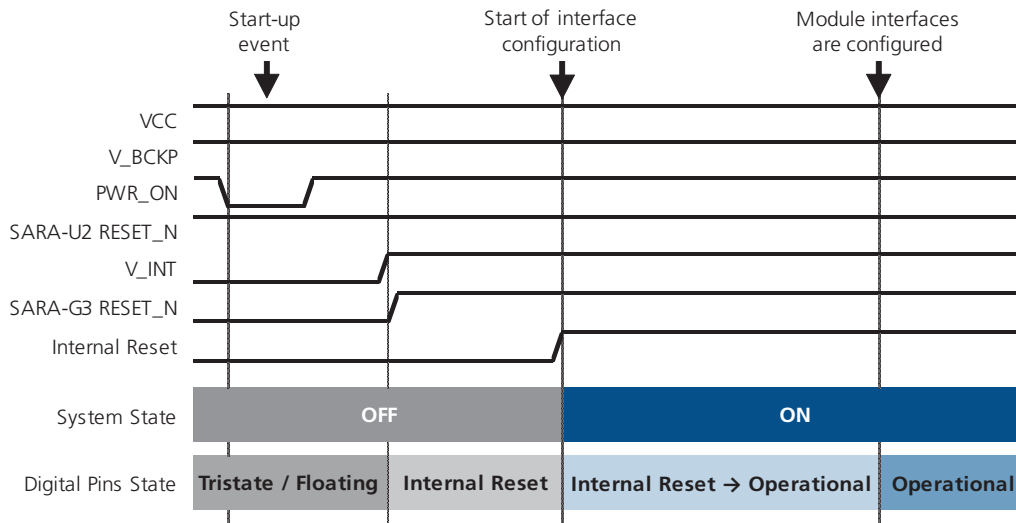 Start-up
event
Start of interface
configuration
Module interfaces
are configured
VCC
V_BCKP
PWR_ON
SARA-U2 RESET_N
V_INT
SARA-G3 RESET_N
Internal Reset
System State
OFF
ON
Digital Pins State
Tristate / Floating
Internal Reset
Internal Reset → Operational
Operational